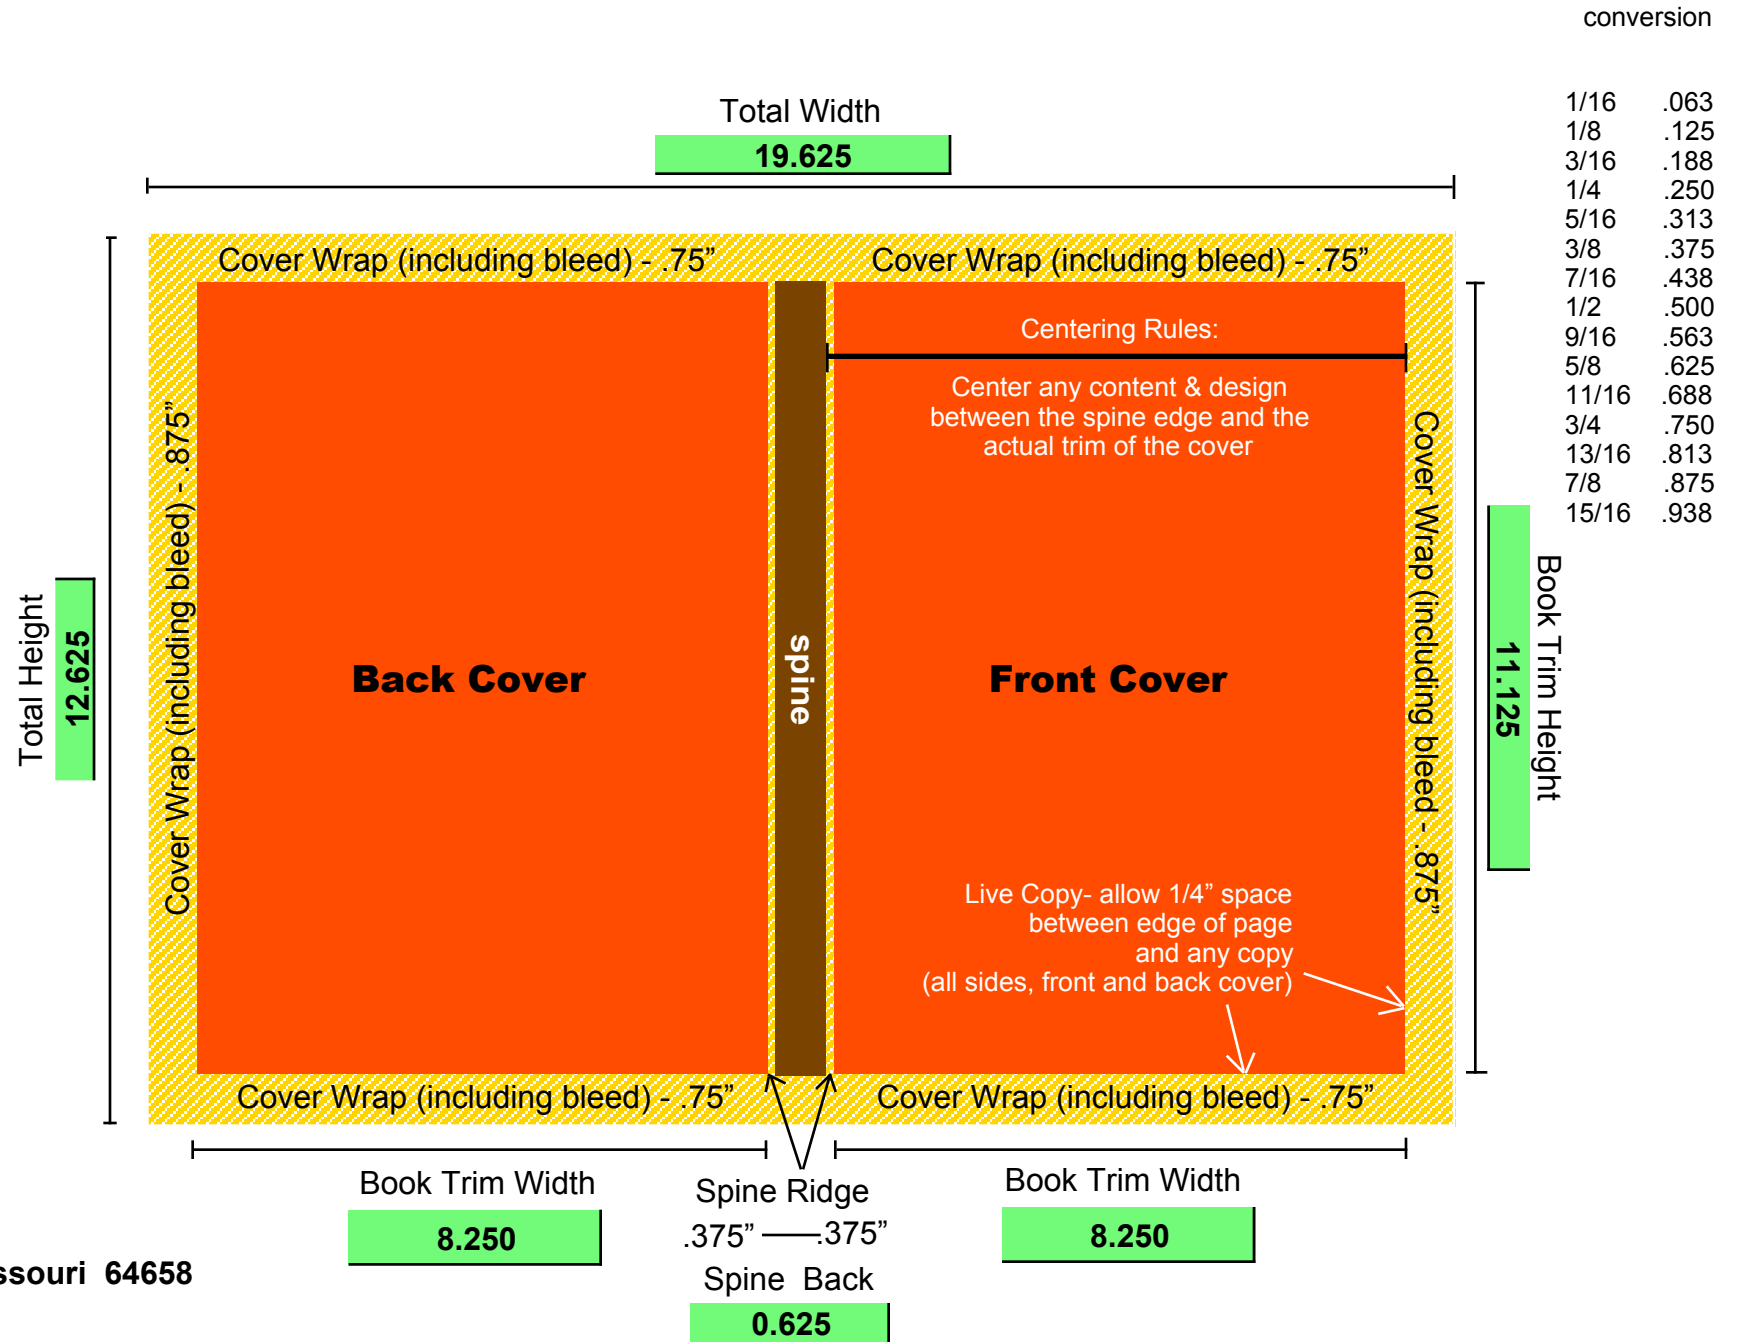 conversion
1/16 .063
1/8 .125
3/16 .188
1/4 .250
5/16 .313
3/8 .375
7/16 .438
1/2 .500
9/16 .563
5/8 .625
11/16 .688
3/4 .750
13/16 .813
7/8 .875
15/16 .938
Total Width
19.625
Cover Wrap (including bleed) - .75”
Cover Wrap (including bleed) - .75”
Centering Rules:
Center any content & design
between the spine edge and the
actual trim of the cover
Total Height
12.625
Cover Wrap (including bleed) - .875”
Back Cover
spine
Front Cover
Cover Wrap (including bleed - .875”
11.125
Book Trim Height
Live Copy- allow 1/4” space
between edge of page
and any copy
(all sides, front and back cover)
Cover Wrap (including bleed) - .75”
Cover Wrap (including bleed) - .75”
Book Trim Width
8.250
Spine Ridge
.375” .375”
Spine Back
0.625
Book Trim Width
8.250
ssouri 64658